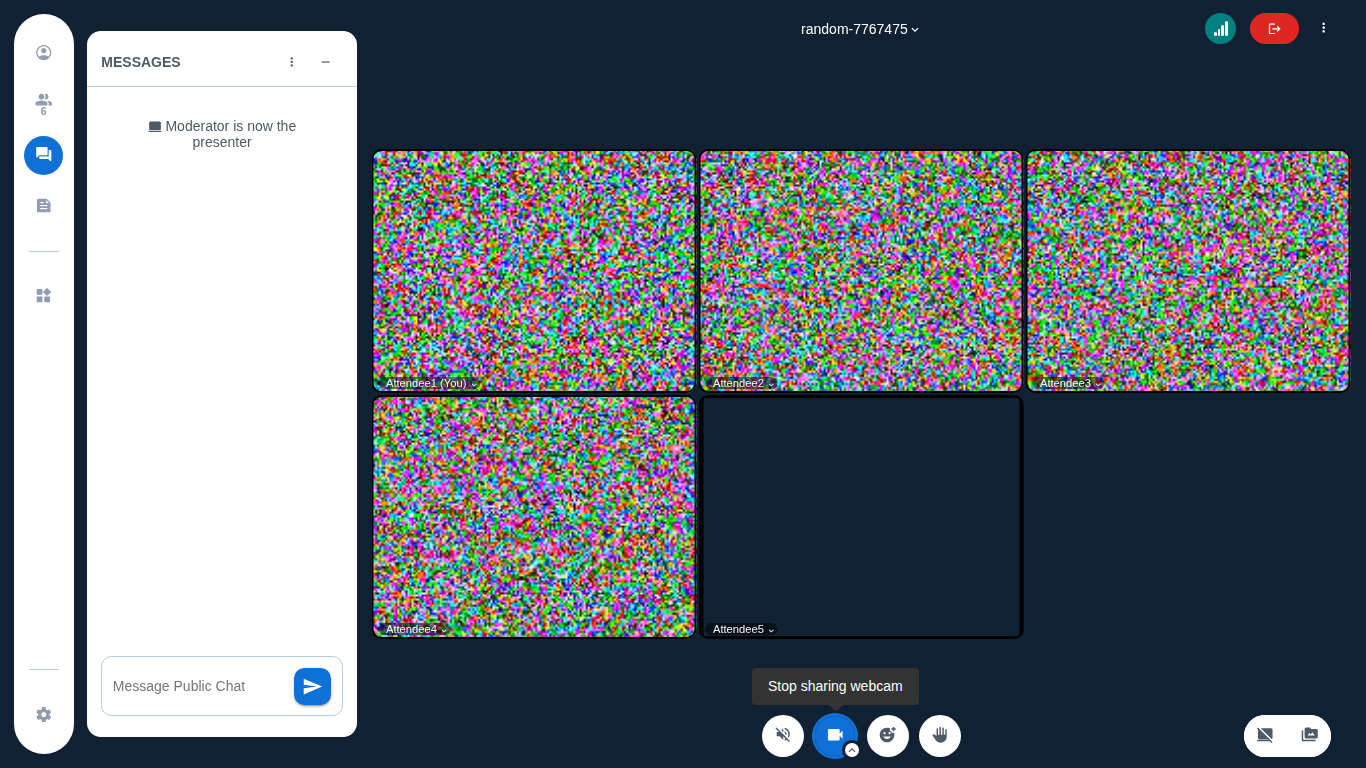 random-7767475
6
MESSAGES
Moderator is now the
presenter
Attendee1 (You)
Attendee2
Attendee3
Attendee4
Attendee5
Message Public Chat
Stop sharing webcam